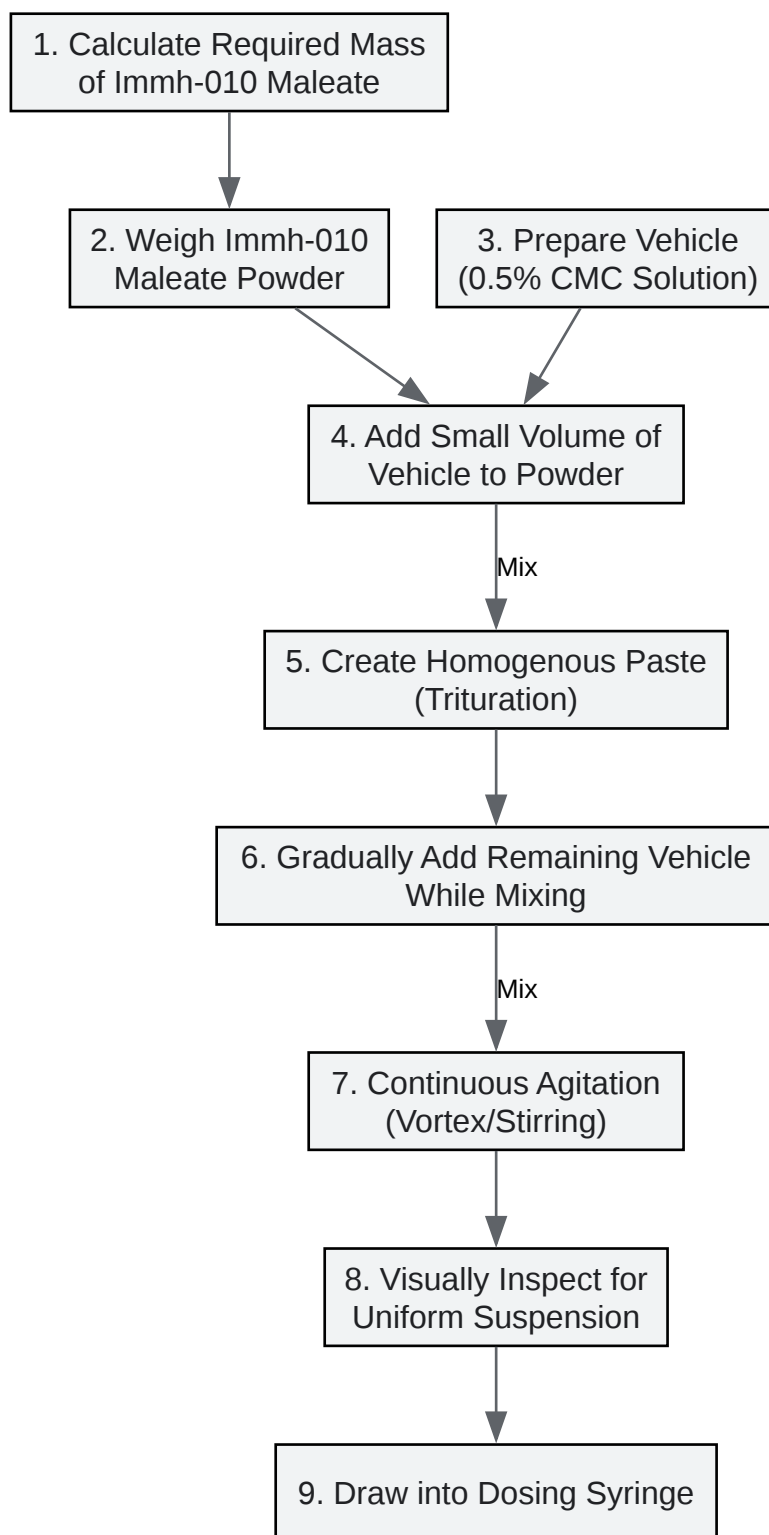 1. Calculate Required Mass
of Immh-010 Maleate
2. Weigh Immh-010
Maleate Powder
3. Prepare Vehicle
(0.5% CMC Solution)
4. Add Small Volume of
Vehicle to Powder
Mix
5. Create Homogenous Paste
(Trituration)
6. Gradually Add Remaining Vehicle
While Mixing
Mix
7. Continuous Agitation
(Vortex/Stirring)
8. Visually Inspect for
Uniform Suspension
9. Draw into Dosing Syringe